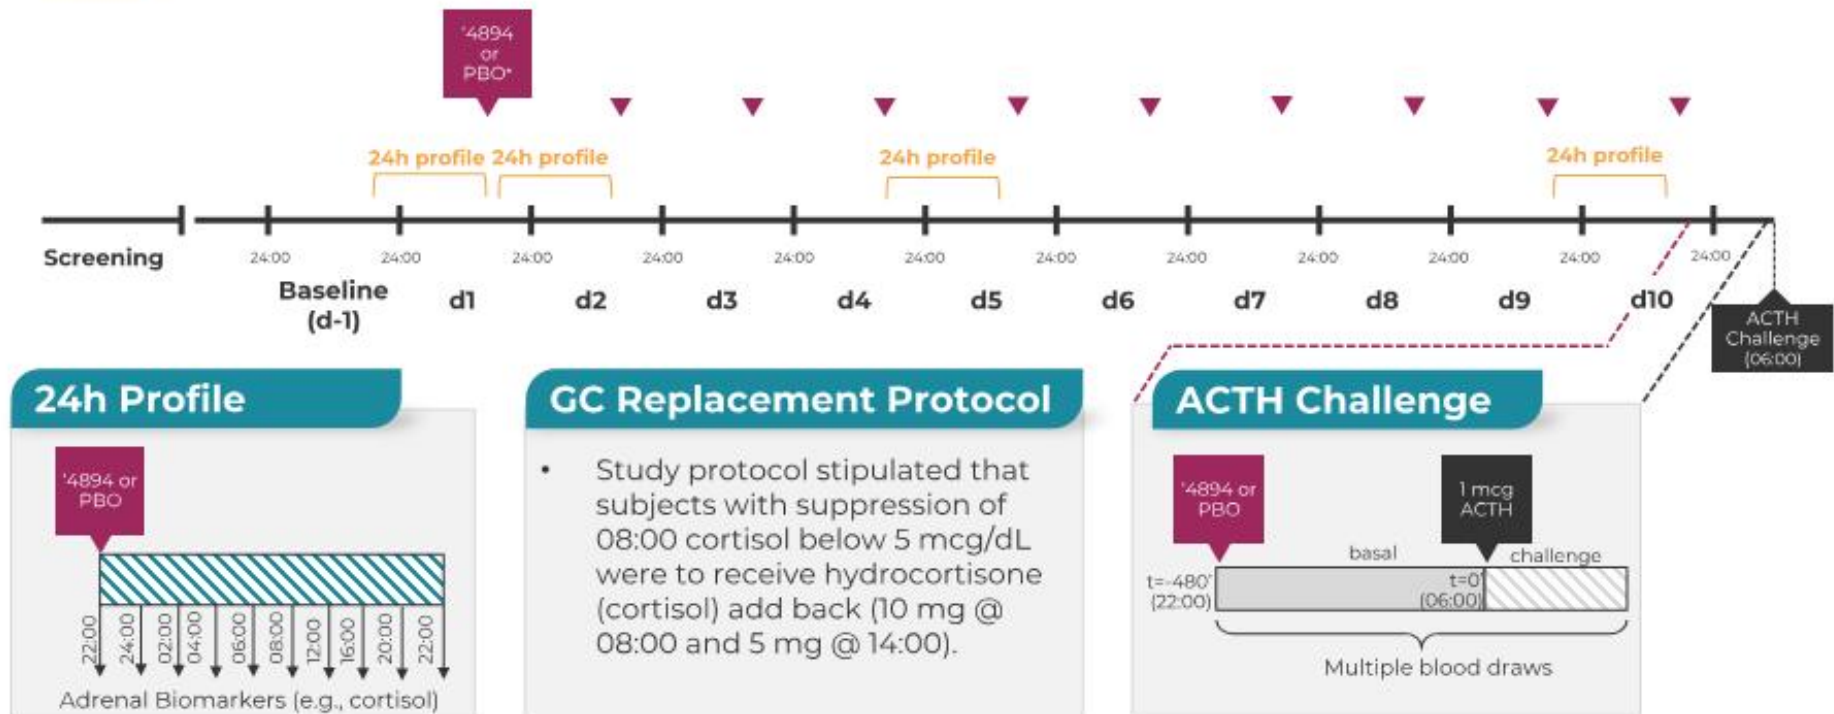 '4894
or
PBO*
24h profile 24h profile
24h profile
24h profile
Screening
24:00
24:00
24:00
24:00
24:00
24:00
24:00
24:00
24:00
24:00
24:00
24:00
Baseline
(d-1)
d1
d2
d3
d4
d5
d6
d7
d8
d9
d10
ACTH
Challenge
(06:00)
24h Profile
'4894 or
PBO
22:00
24:00
02:00
04:00
06:00
08:00
12:00
16:00
20:00
22:00
Adrenal Biomarkers (e.g., cortisol)
GC Replacement Protocol
• Study protocol stipulated that
subjects with suppression of
08:00 cortisol below 5 mcg/dL
were to receive hydrocortisone
(cortisol) add back (10 mg @
08:00 and 5 mg @ 14:00).
ACTH Challenge
'4894 or
PBO
1 mcg
ACTH
basal
challenge
t=-480'
(22:00)
t=0'
(06:00)
Multiple blood draws